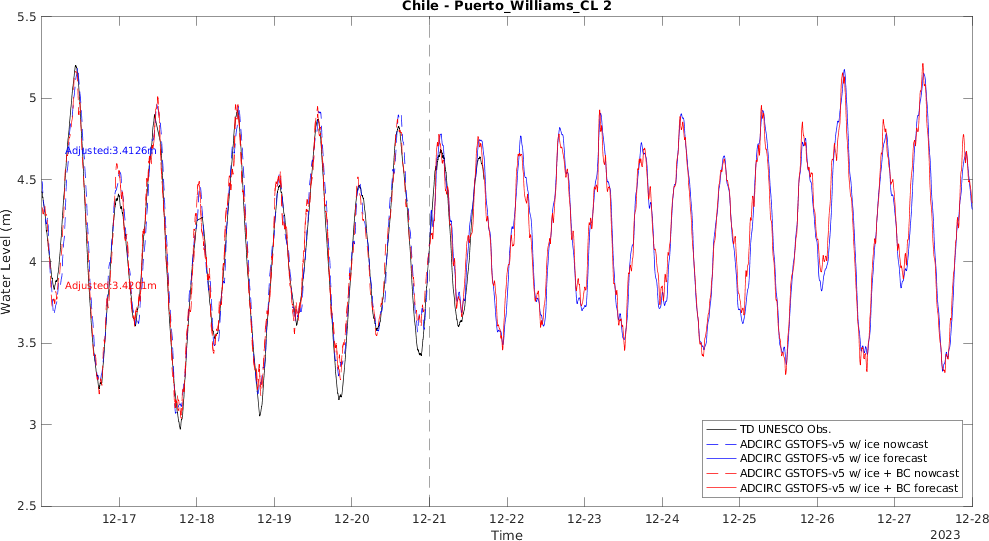 Chile - Puerto_Williams_CL 2
5.5
5
4.5
4
3.5
3
2.5
Water Level (m)
Adjusted:3.4126m
Adjusted:3.4201m
TD UNESCO Obs.
ADCIRC GSTOFS-v5 w/ ice nowcast
ADCIRC GSTOFS-v5 w/ ice forecast
ADCIRC GSTOFS-v5 w/ ice + BC nowcast
ADCIRC GSTOFS-v5 w/ ice + BC forecast
12-17 12-18 12-19 12-20 12-21 12-22 12-23 12-24 12-25 12-26 12-27 12-28
Time
2023